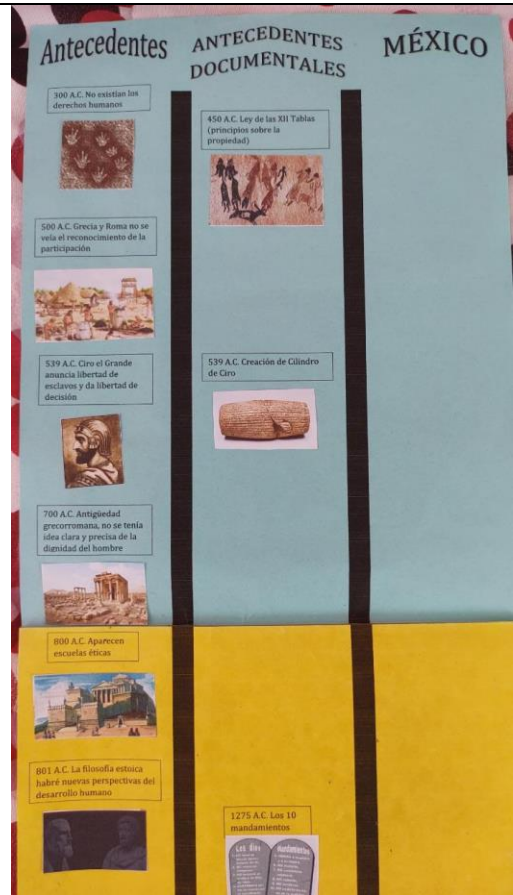 Antecedentes
ANTECEDENTES
DOCUMENTALES
MÉXICO
300 A.C. No existían los
derechos humanos
450 A.C. Ley de las XII Tablas
(principios sobre la
propiedad)
500 A.C. Grecia y Roma no se
veía el reconocimiento de la
participación
539 A.C. Ciro el Grande
anuncia libertad de
esclavos y da libertad de
decisión
539 A.C. Creación de Cilindro
de Ciro
700 A.C. Antigüedad
grecorromana, no se tenía
idea clara y precisa de la
dignidad del hombre
800 A.C. Aparecen
escuelas éticas
801 A.C. La filosofía estoica
habré nuevas perspectivas del
desarrollo humano
1275 A.C. Los 10
mandamientos
Los diez
Mandamientos